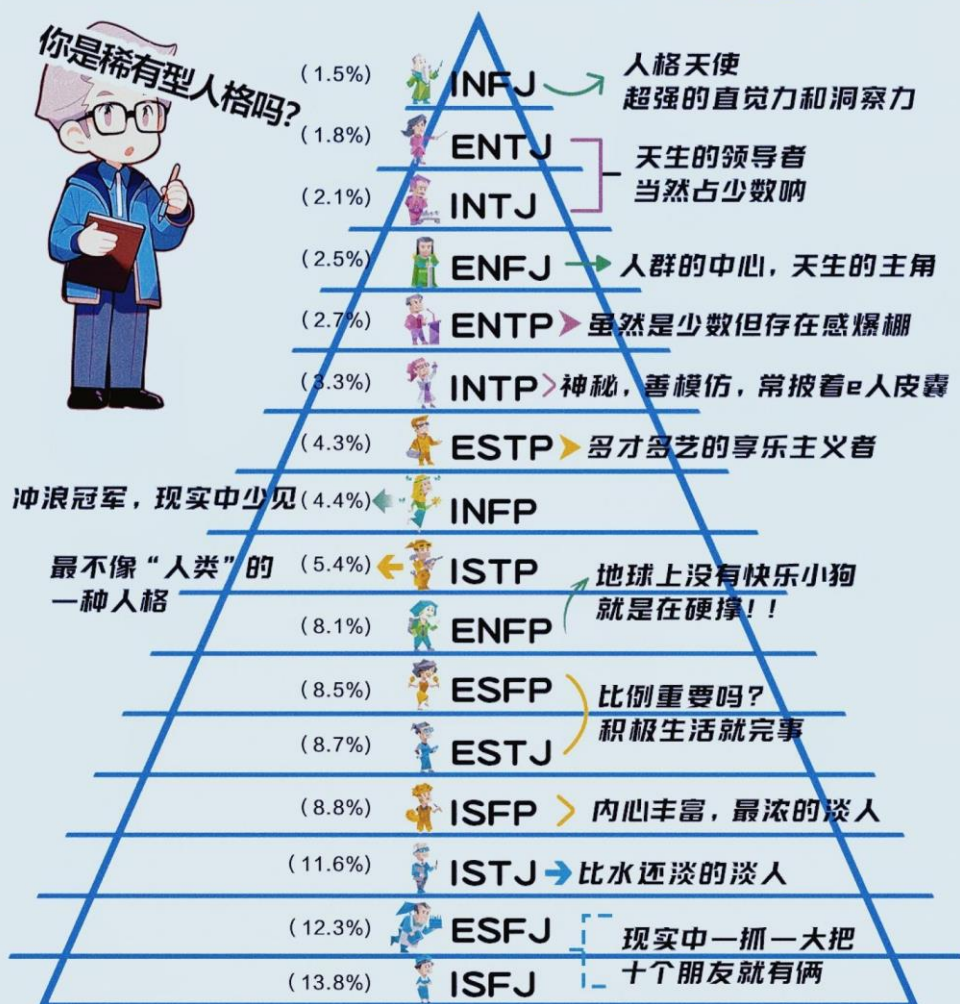 你是稀有型人格吗?
(1.5%) INFJ 人格天使
超强的直觉力和洞察力
(1.8%) ENTJ
(2.1%) INTJ
天生的领导者
当然占少数呐
(2.5%) ENFJ 人群的中心,天生的主角
(2.7%) ENTP 虽然是少数但存在感爆棚
(3.3%) INTP 神秘,善模仿,常披着e人皮囊
(4.3%) ESTP 多才多艺的享乐主义者
冲浪冠军,现实中少见 (4.4%) INFP
最不像“人类”的
一种人格
(5.4%) ISTP
(8.1%) ENFP
地球上没有快乐小狗
就是在硬撑!!
(8.5%) ESFP
(8.7%) ESTJ
比例重要吗?
积极生活就完事
(8.8%) ISFP 内心丰富,最浓的淡人
(11.6%) ISTJ 比水还淡的淡人
(12.3%) ESFJ
(13.8%) ISFJ
现实中一抓一大把
十个朋友就有俩